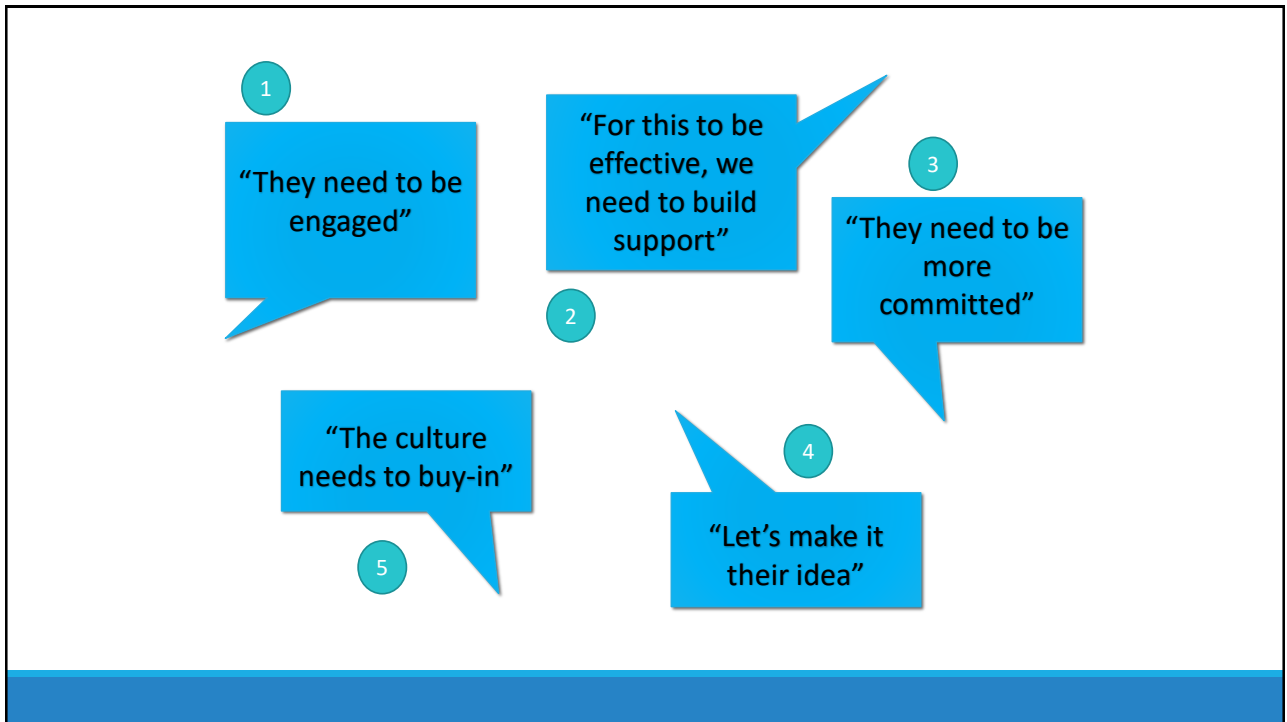 1
“They need to be
engaged”
“For this to be
effective, we
need to build
support”
2
3
“They need to be
more
committed”
4
“Let’s make it
their idea”
“The culture
needs to buy-in”
5